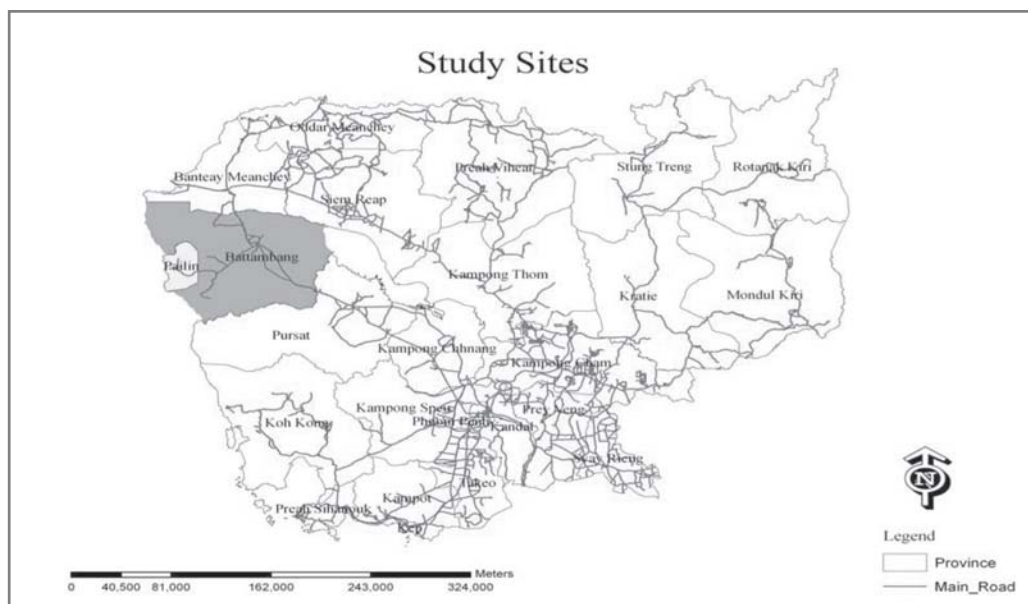 Study Sites
Oddar Meanchey
Preah Vihear
Stung Treng
Rotanak Kiri
Banteay Meanchey
Siem Reap
Battambang
Pailin
Kampong Thom
Kratie
Mondul Kiri
Pursat
Kampong Chhnang
Kampong Cham
Kampong Speu
Prey Veng
Phnom Penh
Kandal
Koh Kong
Svay Rieng
Takeo
Kampot
Preah Sihanouk
Kep
N
Legend
Province
Main_Road
Meters
0 40,500 81,000 162,000 243,000 324,000